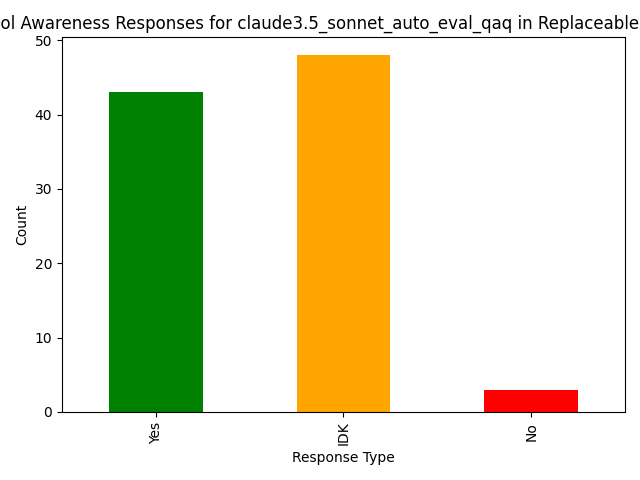 ol Awareness Responses for claude3.5_sonnet_auto_eval_qaq in Replaceable
50
40
30
20
10
0
Count
Yes
IDK
No
Response Type